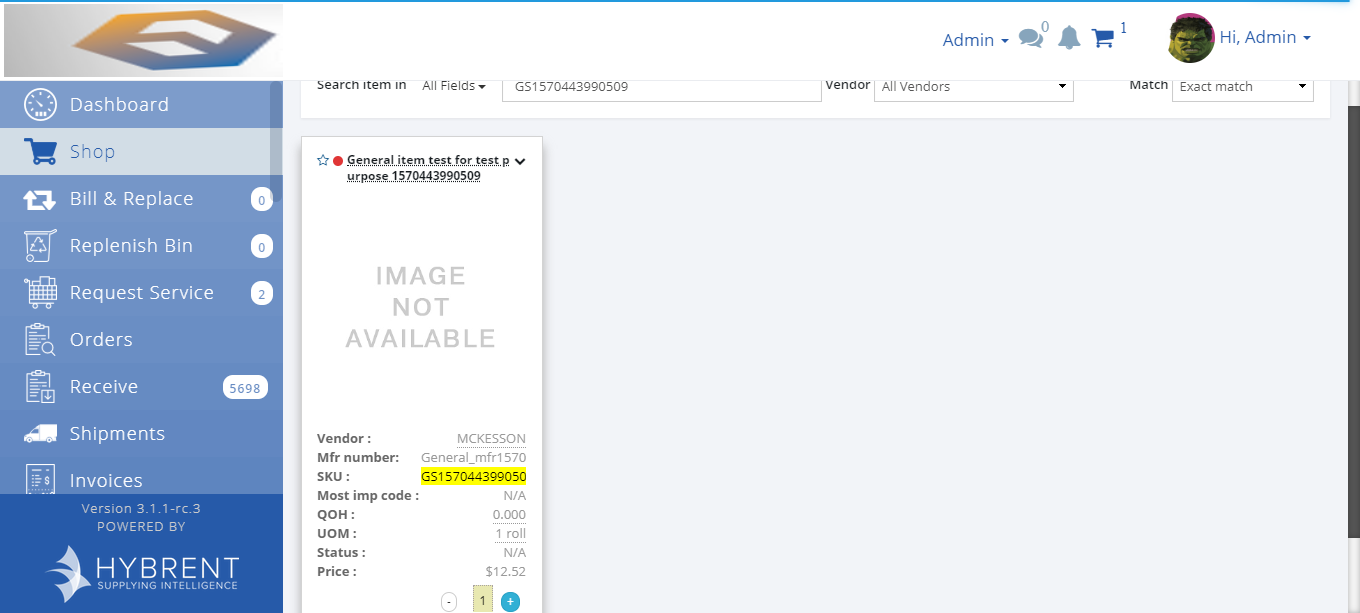 Admin
0
1
Hi, Admin
Search item in All Fields GS1570443990509 Vendor All Vendors Match Exact match
Dashboard
Shop
Bill & Replace 0
Replenish Bin 0
Request Service 2
Orders
Receive 5698
Shipments
Invoices
Version 3.1.1-rc.3
POWERED BY
HYBRENT
SUPPLYING INTELLIGENCE
General item test for test p
urpose 1570443990509
IMAGE
NOT
AVAILABLE
Vendor : MCKESSON
Mfr number: General_mfr1570
SKU : GS157044399050
Most imp code : N/A
QOH : 0.000
UOM : 1 roll
Status : N/A
Price : $12.52
- 1 +